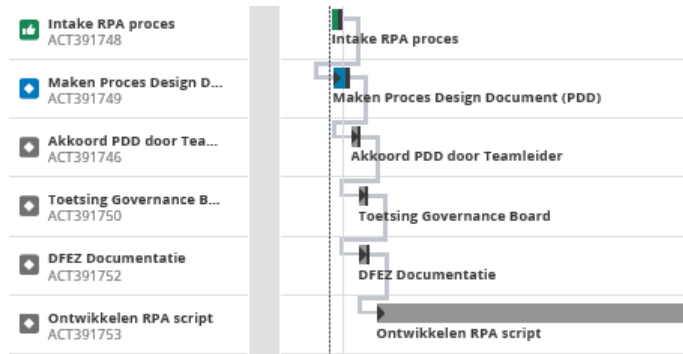 Intake RPA proces
ACT391748
Intake RPA proces
Maken Proces Design D...
ACT391749
Maken Proces Design Document (PDD)
Akkoord PDD door Tea...
ACT391746
Akkoord PDD door Teamleider
Toetsing Governance B...
ACT391750
Toetsing Governance Board
DFEZ Documentatie
ACT391752
DFEZ Documentatie
Ontwikkelen RPA script
ACT391753
Ontwikkelen RPA script